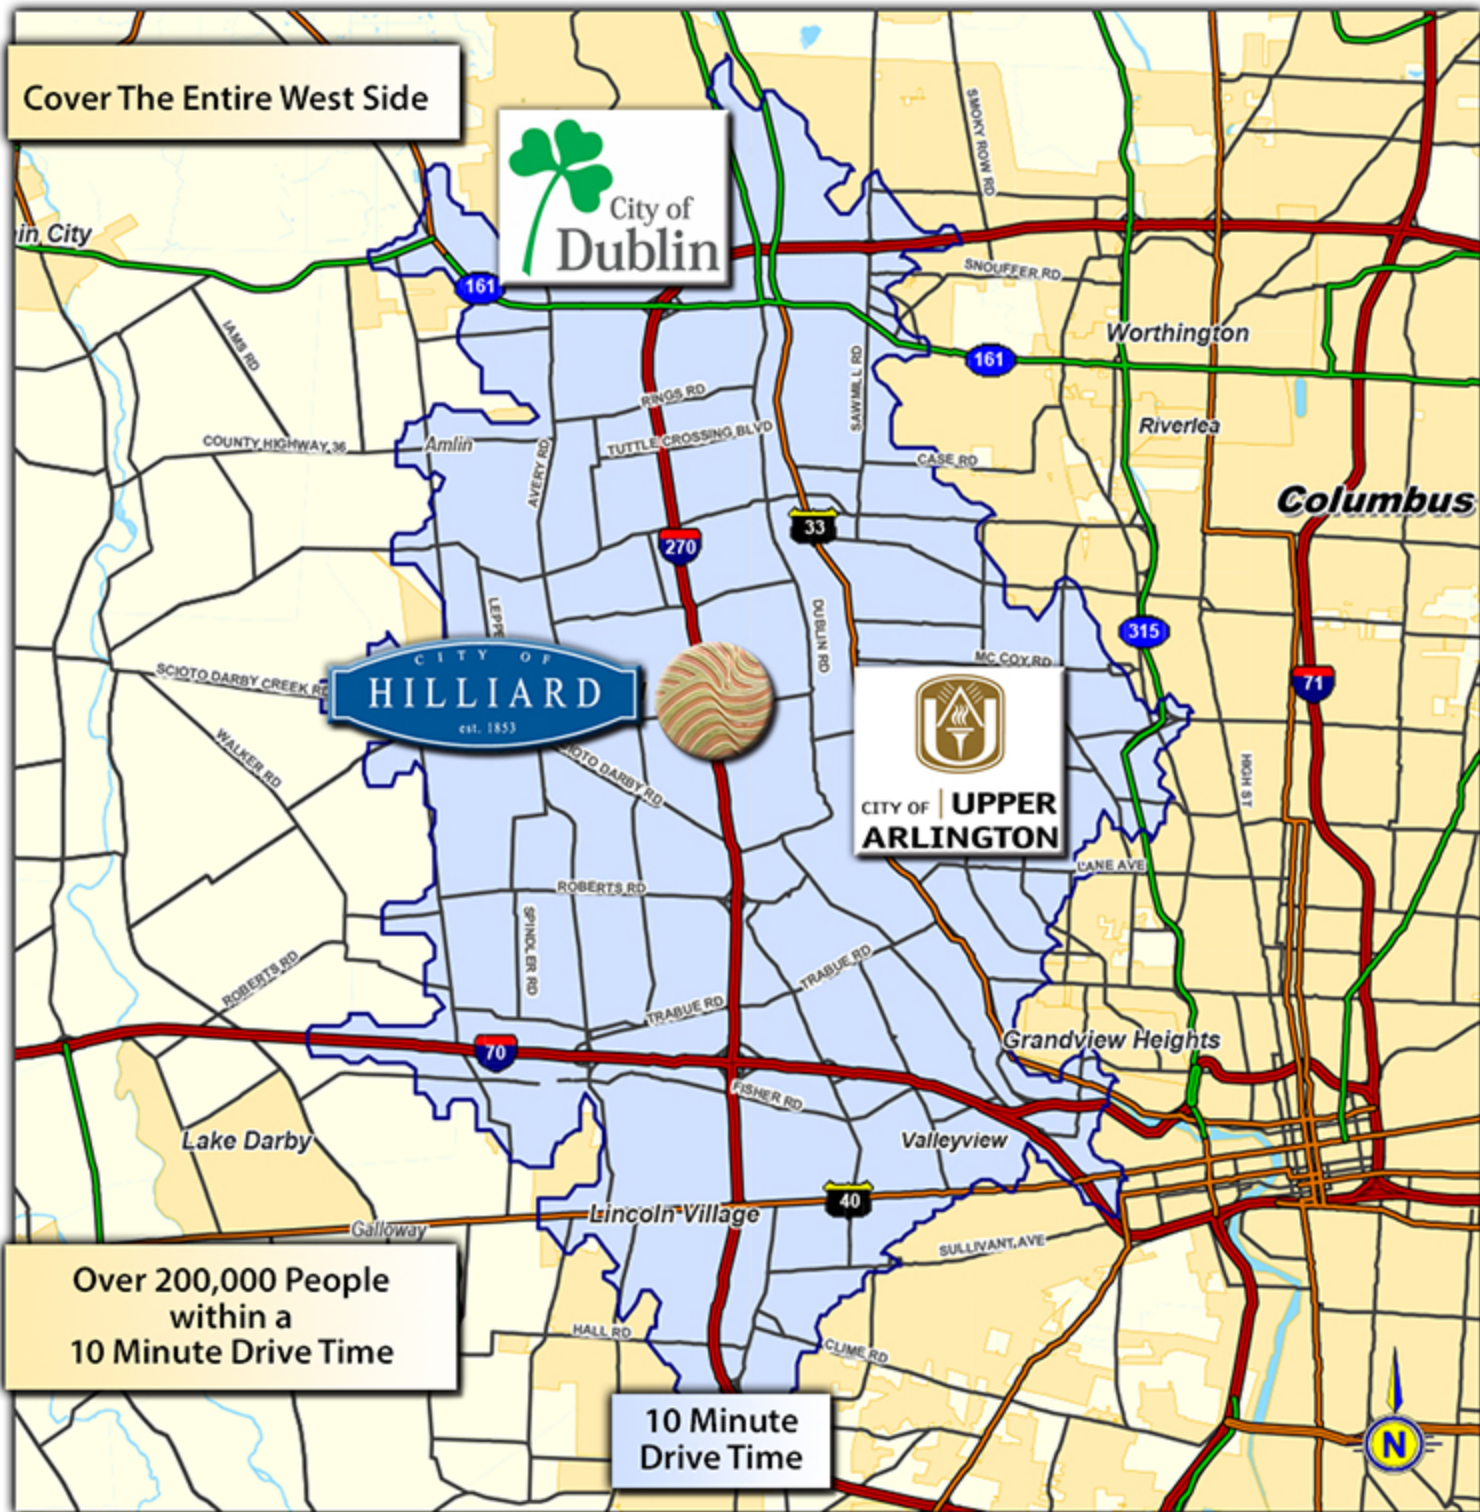 Cover The Entire West Side
City of
Dublin
SMOKY ROW RD
in City
161
SNOUFFER RD
IAMS RD
161
Worthington
RINGS RD
SAWMILL RD
Riverlea
TUTTLE CROSSING BLVD
COUNTY HIGHWAY 36
Amlin
AVERY RD
CASE RD
Columbus
33
270
LEPPE
DUBLIN RD
315
MC COY RD
SCIOTO DARBY CREEK RD
CITY OF
HILLIARD
est. 1853
71
U
A
WALKER RD
IOTO DARBY RD
HIGH ST
CITY OF | UPPER
ARLINGTON
LANE AVE
ROBERTS RD
SPINDLER RD
TRABUE RD
ROBERTS RD
TRABUE RD
70
Grandview Heights
FISHER RD
Lake Darby
Valleyview
40
Lincoln Village
Galloway
SULLIVANT AVE
Over 200,000 People
within a
10 Minute Drive Time
HALL RD
CLIME RD
10 Minute
Drive Time
N